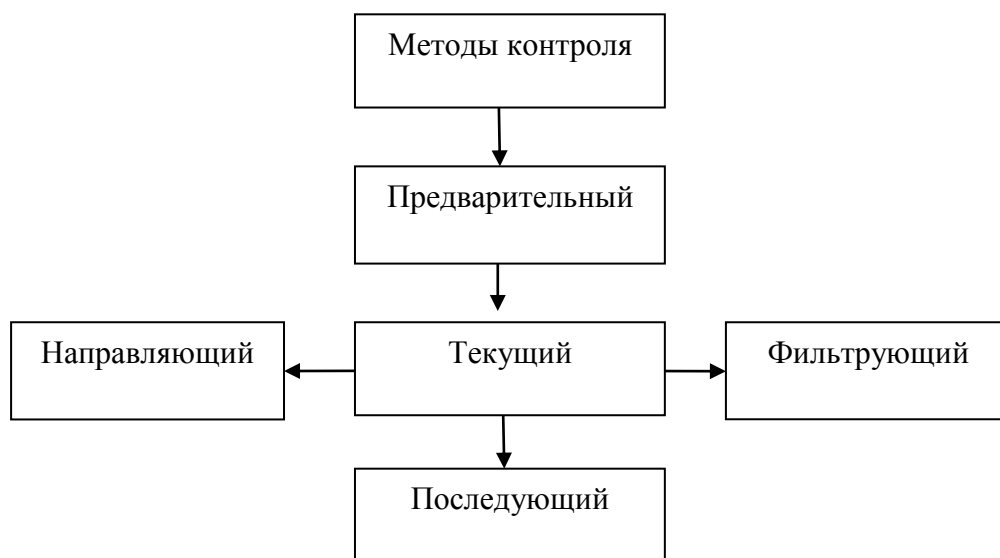 Методы контроля
Предварительный
Направляющий
Текущий
Фильтрующий
Последующий